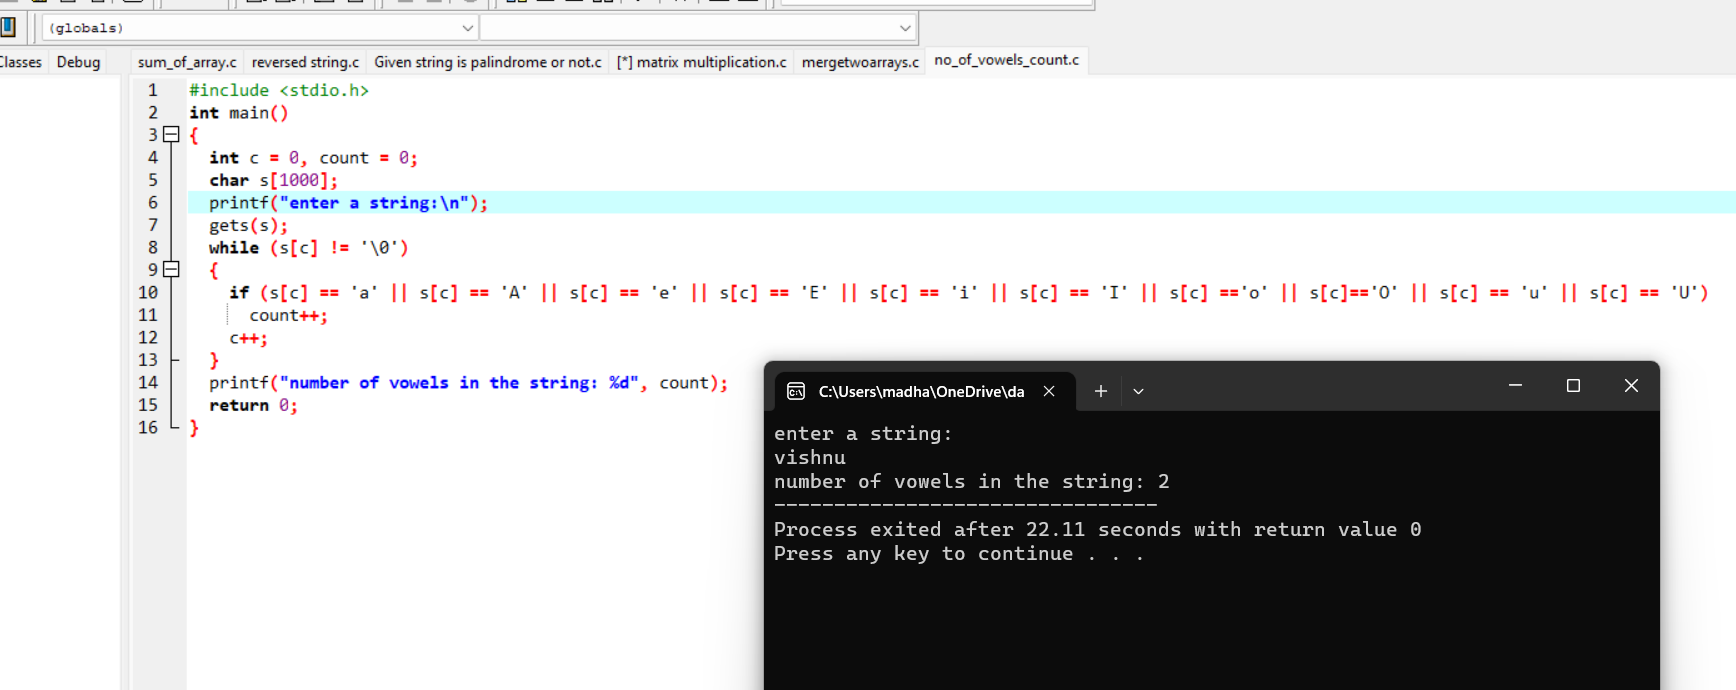 (globals)
Classes Debug sum_of_array.c reversed string.c Given string is palindrome or not.c [*] matrix multiplication.c mergetwoarrays.c no_of_vowels_count.c
1 #include <stdio.h>
2 int main()
3 {
4 int c = 0, count = 0;
5 char s[1000];
6 printf("enter a string:\n");
7 gets(s);
8 while (s[c] != '\0')
9 {
10 if (s[c] == 'a' || s[c] == 'A' || s[c] == 'e' || s[c] == 'E' || s[c] == 'i' || s[c] == 'I' || s[c] =='o' || s[c]=='O' || s[c] == 'u' || s[c] == 'U')
11 count++;
12 c++;
13 }
14 printf("number of vowels in the string: %d", count);
15 return 0;
16 }
C:\Users\madha\OneDrive\da
enter a string:
vishnu
number of vowels in the string: 2
--------------------------------
Process exited after 22.11 seconds with return value 0
Press any key to continue . . .